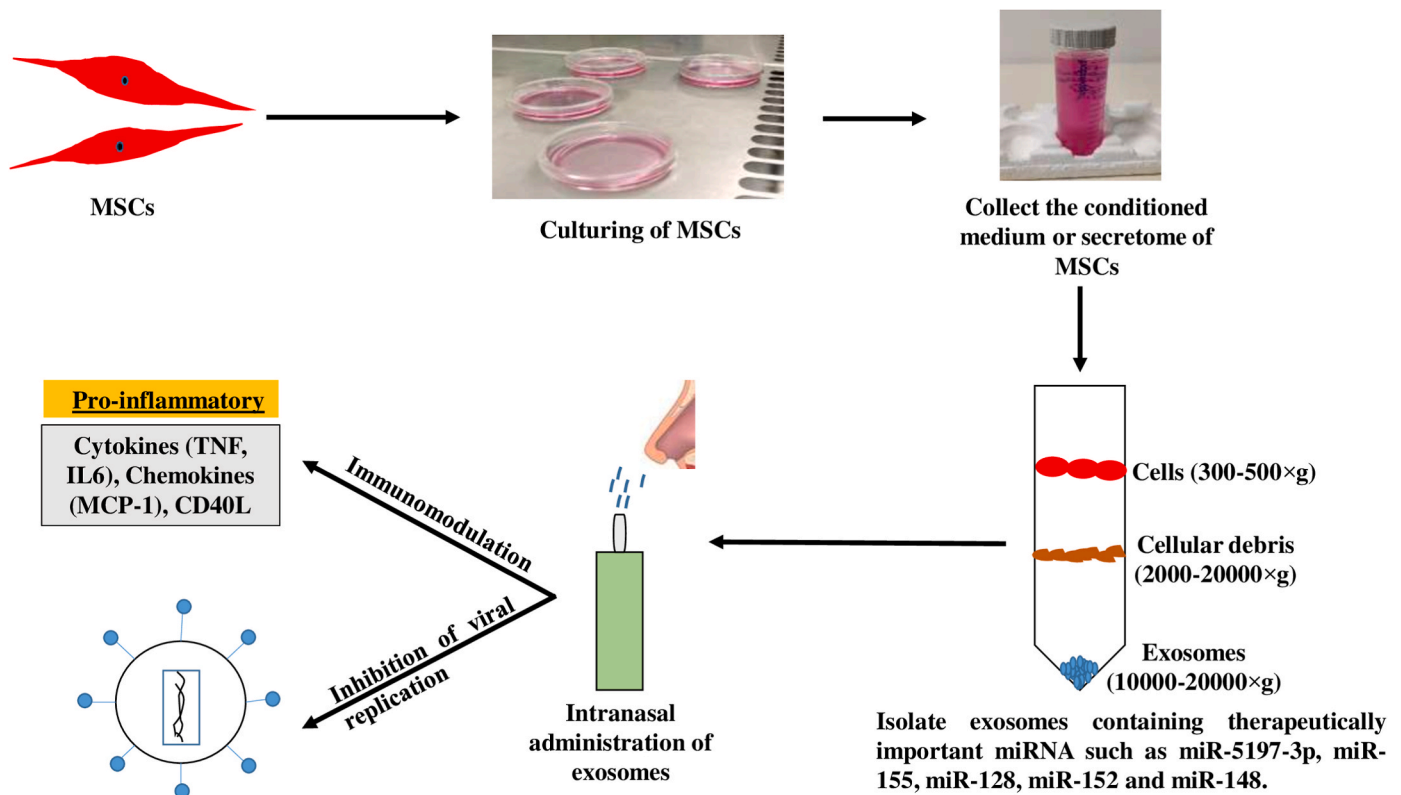 MSCs
Culturing of MSCs
Collect the conditioned
medium or secretome of
MSCs
Cells (300-500×g)
Cellular debris
(2000-20000×g)
Exosomes
(10000-20000×g)
Isolate exosomes containing therapeutically
important miRNA such as miR-5197-3p, miR-
155, miR-128, miR-152 and miR-148.
Intranasal
administration of
exosomes
Immunomodulation
Inhibition of viral
replication
Pro-inflammatory
Cytokines (TNF,
IL6), Chemokines
(MCP-1), CD40L